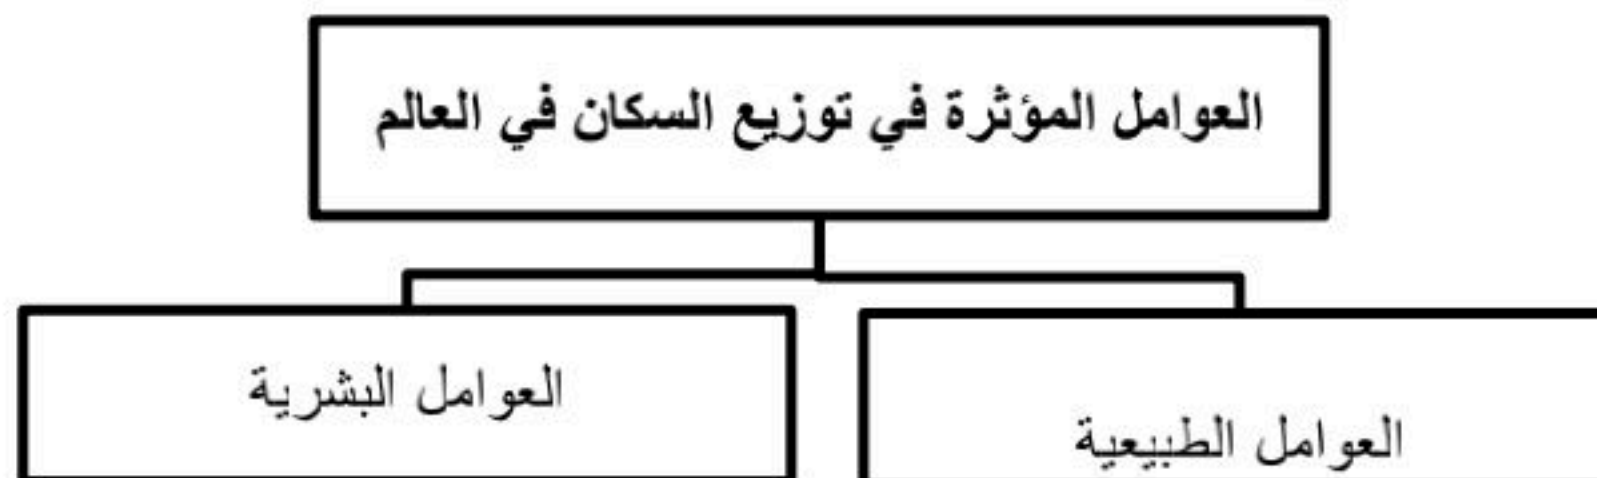 العوامل المؤثرة في توزيع السكان في العالم
العوامل الطبيعية
العوامل البشرية